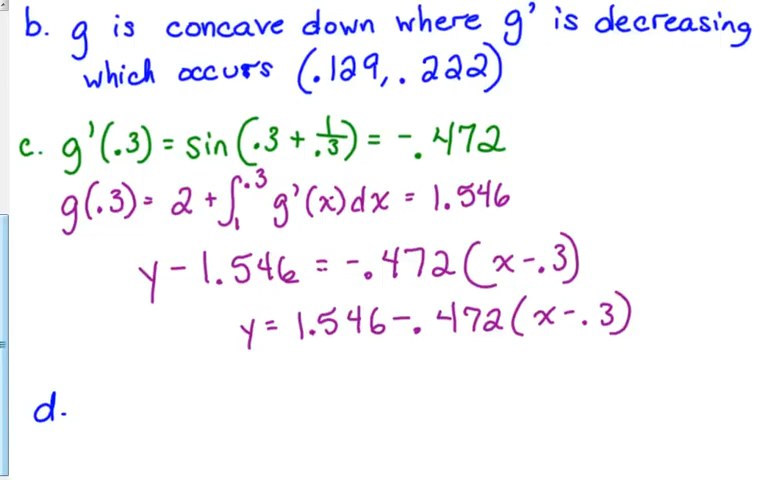 b. g is concave down where g' is decreasing
which occurs (.129, .222)
c. g'(.3) = sin(.3 + 1/.3) = -.472
g(.3) = 2 + ∫₁^.3 g'(x)dx = 1.546
y - 1.546 = -.472(x-.3)
y = 1.546 -.472(x-.3)
d.